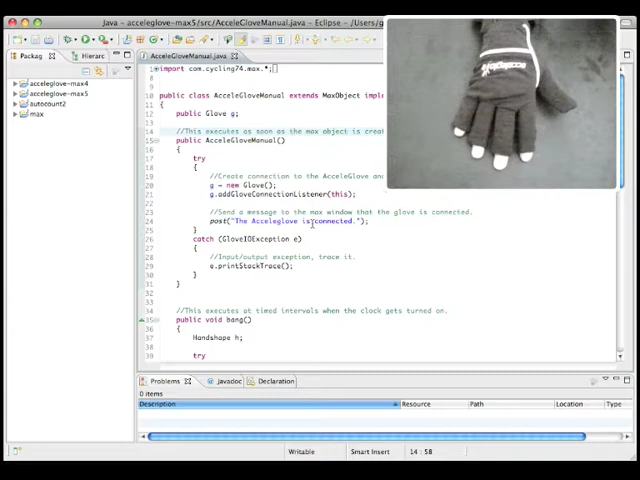 Java - acceleglove-max5/src/AcceleGloveManual.java - Eclipse - /Users/g
Packag
Hierarc
AcceleGloveManual.java
acceleglove-max4
acceleglove-max5
autocount2
max
import com.cycling74.max.*;
public class AcceleGloveManual extends MaxObject imple
{
public Glove g;
//This executes as soon as the max object is creat
public AcceleGloveManual()
{
try
{
//Create connection to the AcceleGlove and
g = new Glove();
g.addGloveConnectionListener(this);
//Send a message to the max window that the glove is connected.
post("The Acceleglove is connected.");
}
catch (GloveIOException e)
{
//Input/output exception, trace it.
e.printStackTrace();
}
}
//This executes at timed intervals when the clock gets turned on.
public void bang()
{
Handshape h;
try
Problems
Javadoc
Declaration
0 items
Description
Resource
Path
Location
Type
Writable
Smart Insert
14 : 58